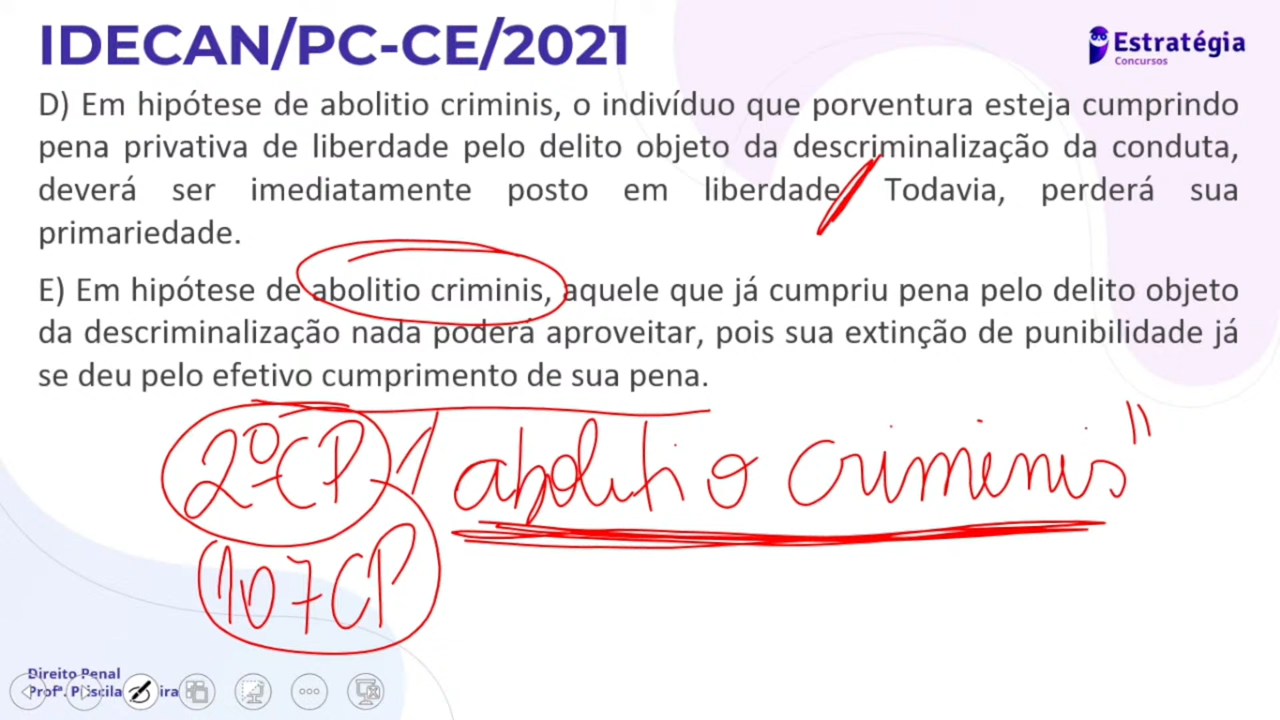 IDECAN/PC-CE/2021
Estratégia
Concursos
D) Em hipótese de abolitio criminis, o indivíduo que porventura esteja cumprindo
pena privativa de liberdade pelo delito objeto da descriminalização da conduta,
deverá ser imediatamente posto em liberdade. Todavia, perderá sua
primariedade.
E) Em hipótese de abolitio criminis, aquele que já cumpriu pena pelo delito objeto
da descriminalização nada poderá aproveitar, pois sua extinção de punibilidade já
se deu pelo efetivo cumprimento de sua pena.
2º CP / abolitio criminis"
107 CP
Direito Penal
Profª.